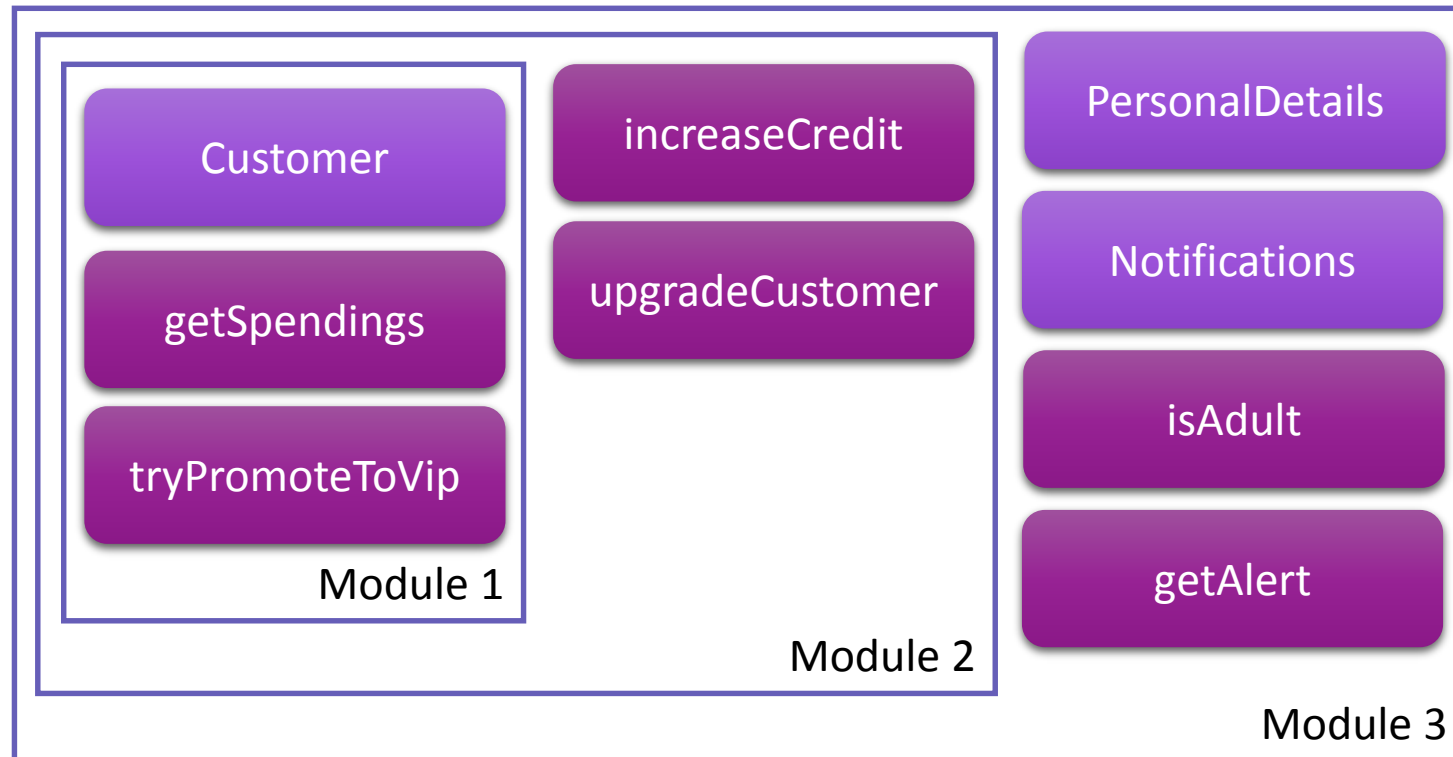 Customer
getSpendings
tryPromoteToVip
Module 1
increaseCredit
upgradeCustomer
Module 2
PersonalDetails
Notifications
isAdult
getAlert
Module 3